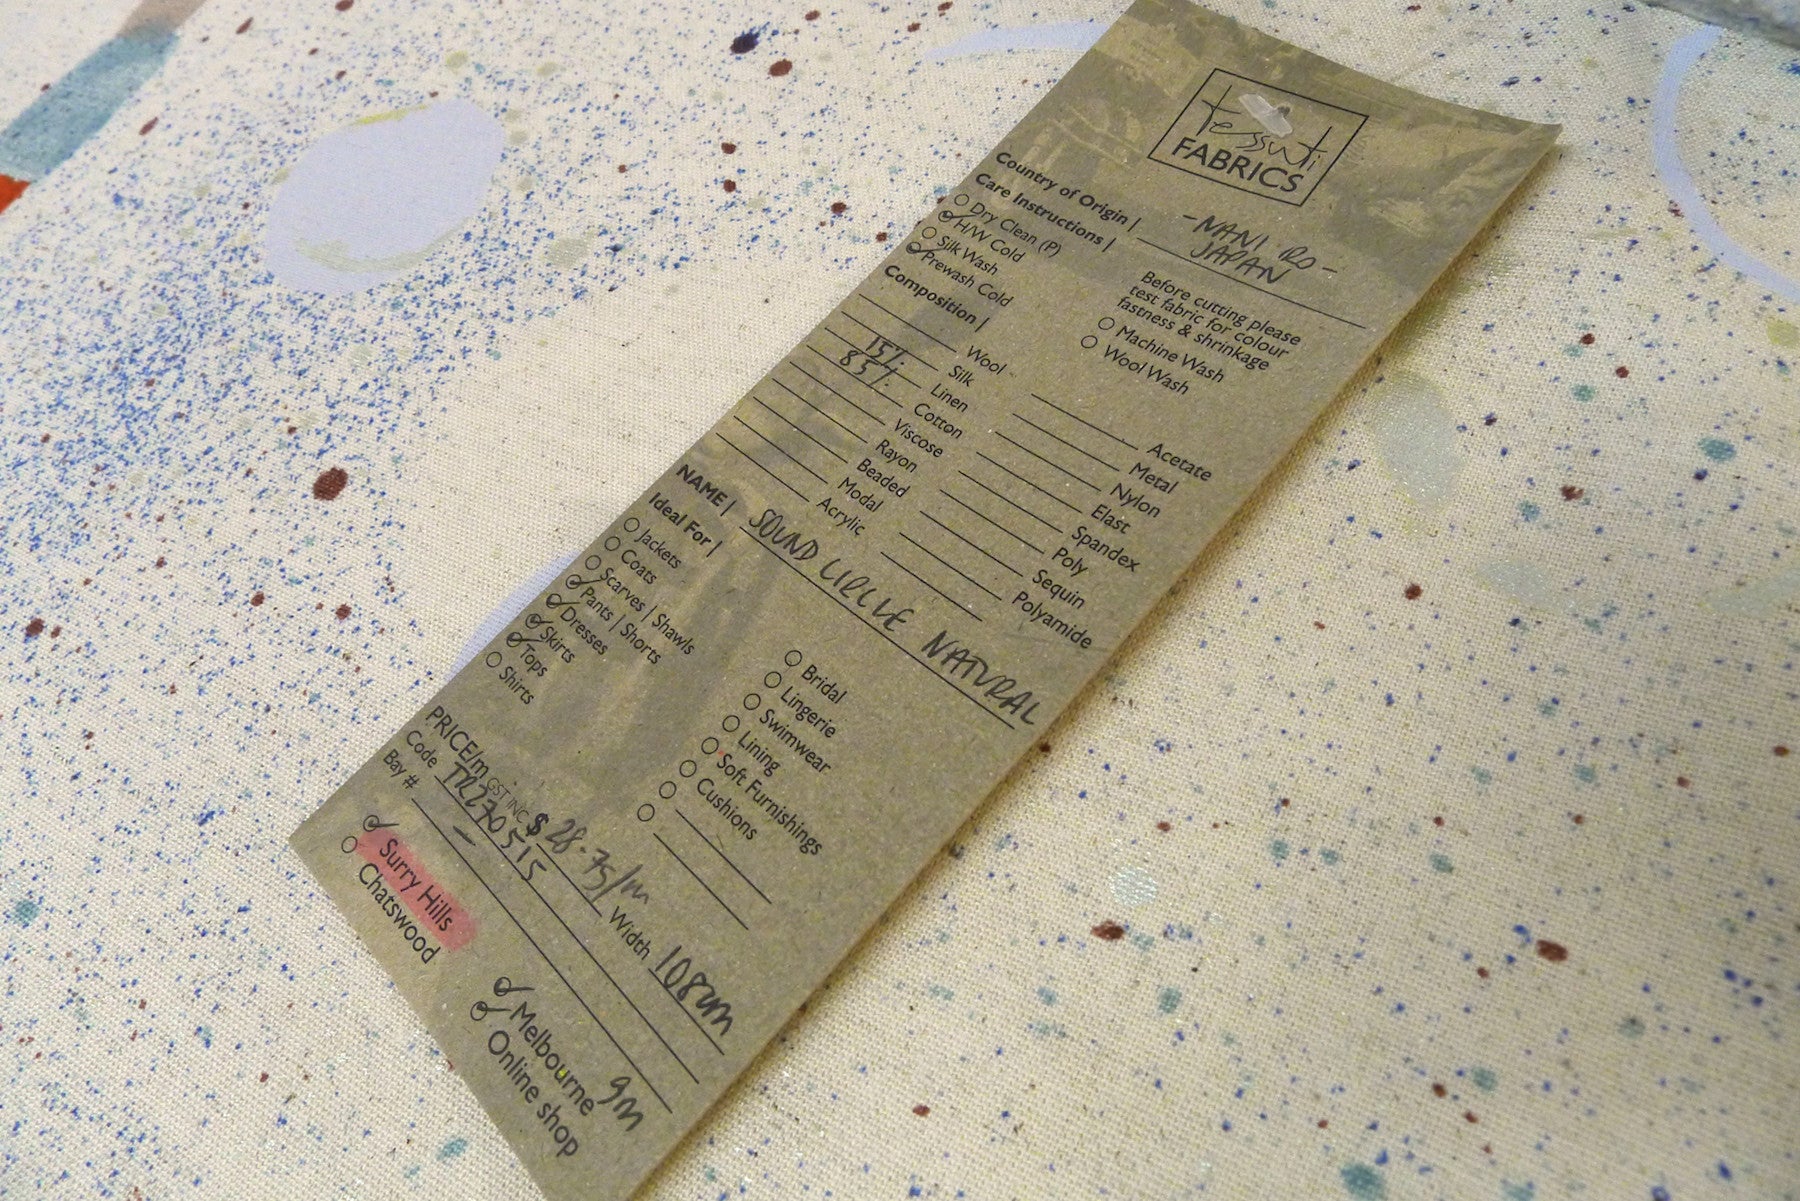 tessuti
FABRICS
- NANI IRO -
Country of Origin | JAPAN
Care Instructions |
Dry Clean (P)
H/W Cold
Silk Wash
Prewash Cold
Before cutting please
test fabric for colour
fastness & shrinkage
Machine Wash
Wool Wash
Composition |
Wool
Silk
15% Linen
85% Cotton
Viscose
Rayon
Beaded
Modal
Acrylic
Acetate
Metal
Nylon
Elast
Spandex
Poly
Sequin
Polyamide
NAME | SOUND CIRCLE NATURAL
Ideal For |
Jackets
Coats
Scarves | Shawls
Pants | Shorts
Dresses
Skirts
Tops
Shirts
Bridal
Lingerie
Swimwear
Lining
Soft Furnishings
Cushions
PRICE/m GST INC $ 28.75/m Width 108cm
Code TR270515
Bay # —
Surry Hills
Chatswood
Melbourne 9m
Online shop